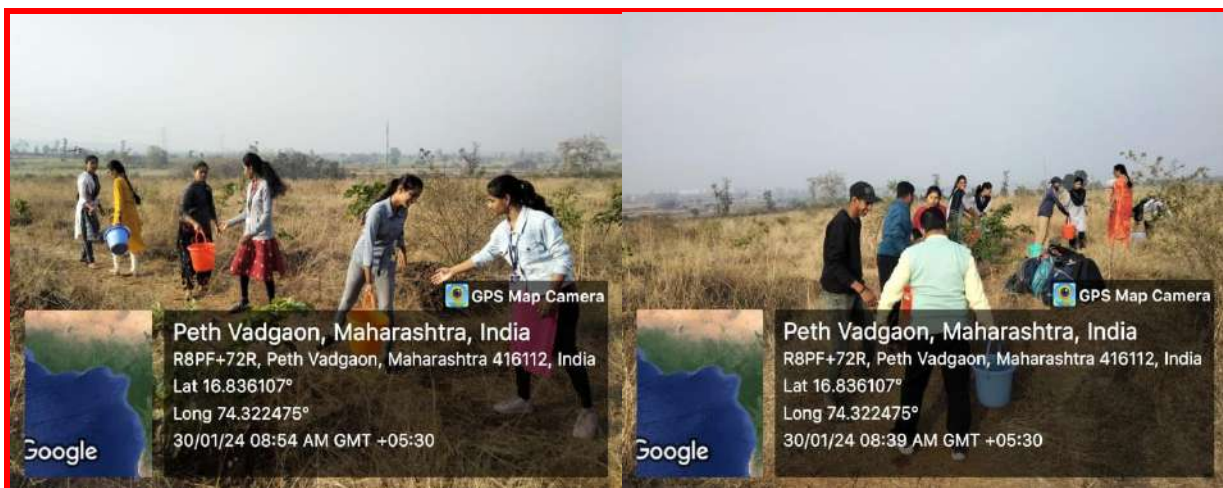 GPS Map Camera
Peth Vadgaon, Maharashtra, India
R8PF+72R, Peth Vadgaon, Maharashtra 416112, India
Lat 16.836107°
Long 74.322475°
30/01/24 08:54 AM GMT +05:30
Google
GPS Map Camera
Peth Vadgaon, Maharashtra, India
R8PF+72R, Peth Vadgaon, Maharashtra 416112, India
Lat 16.836107°
Long 74.322475°
30/01/24 08:39 AM GMT +05:30
Google